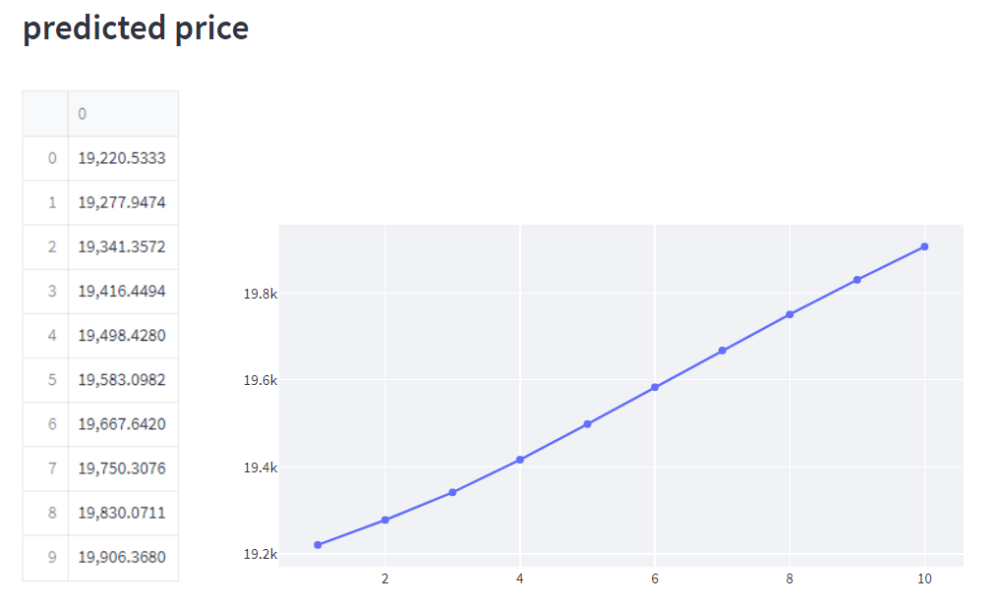 predicted price
0
0 19,220.5333
1 19,277.9474
2 19,341.3572
3 19,416.4494
4 19,498.4280
5 19,583.0982
6 19,667.6420
7 19,750.3076
8 19,830.0711
9 19,906.3680
19.8k
19.6k
19.4k
19.2k
2 4 6 8 10